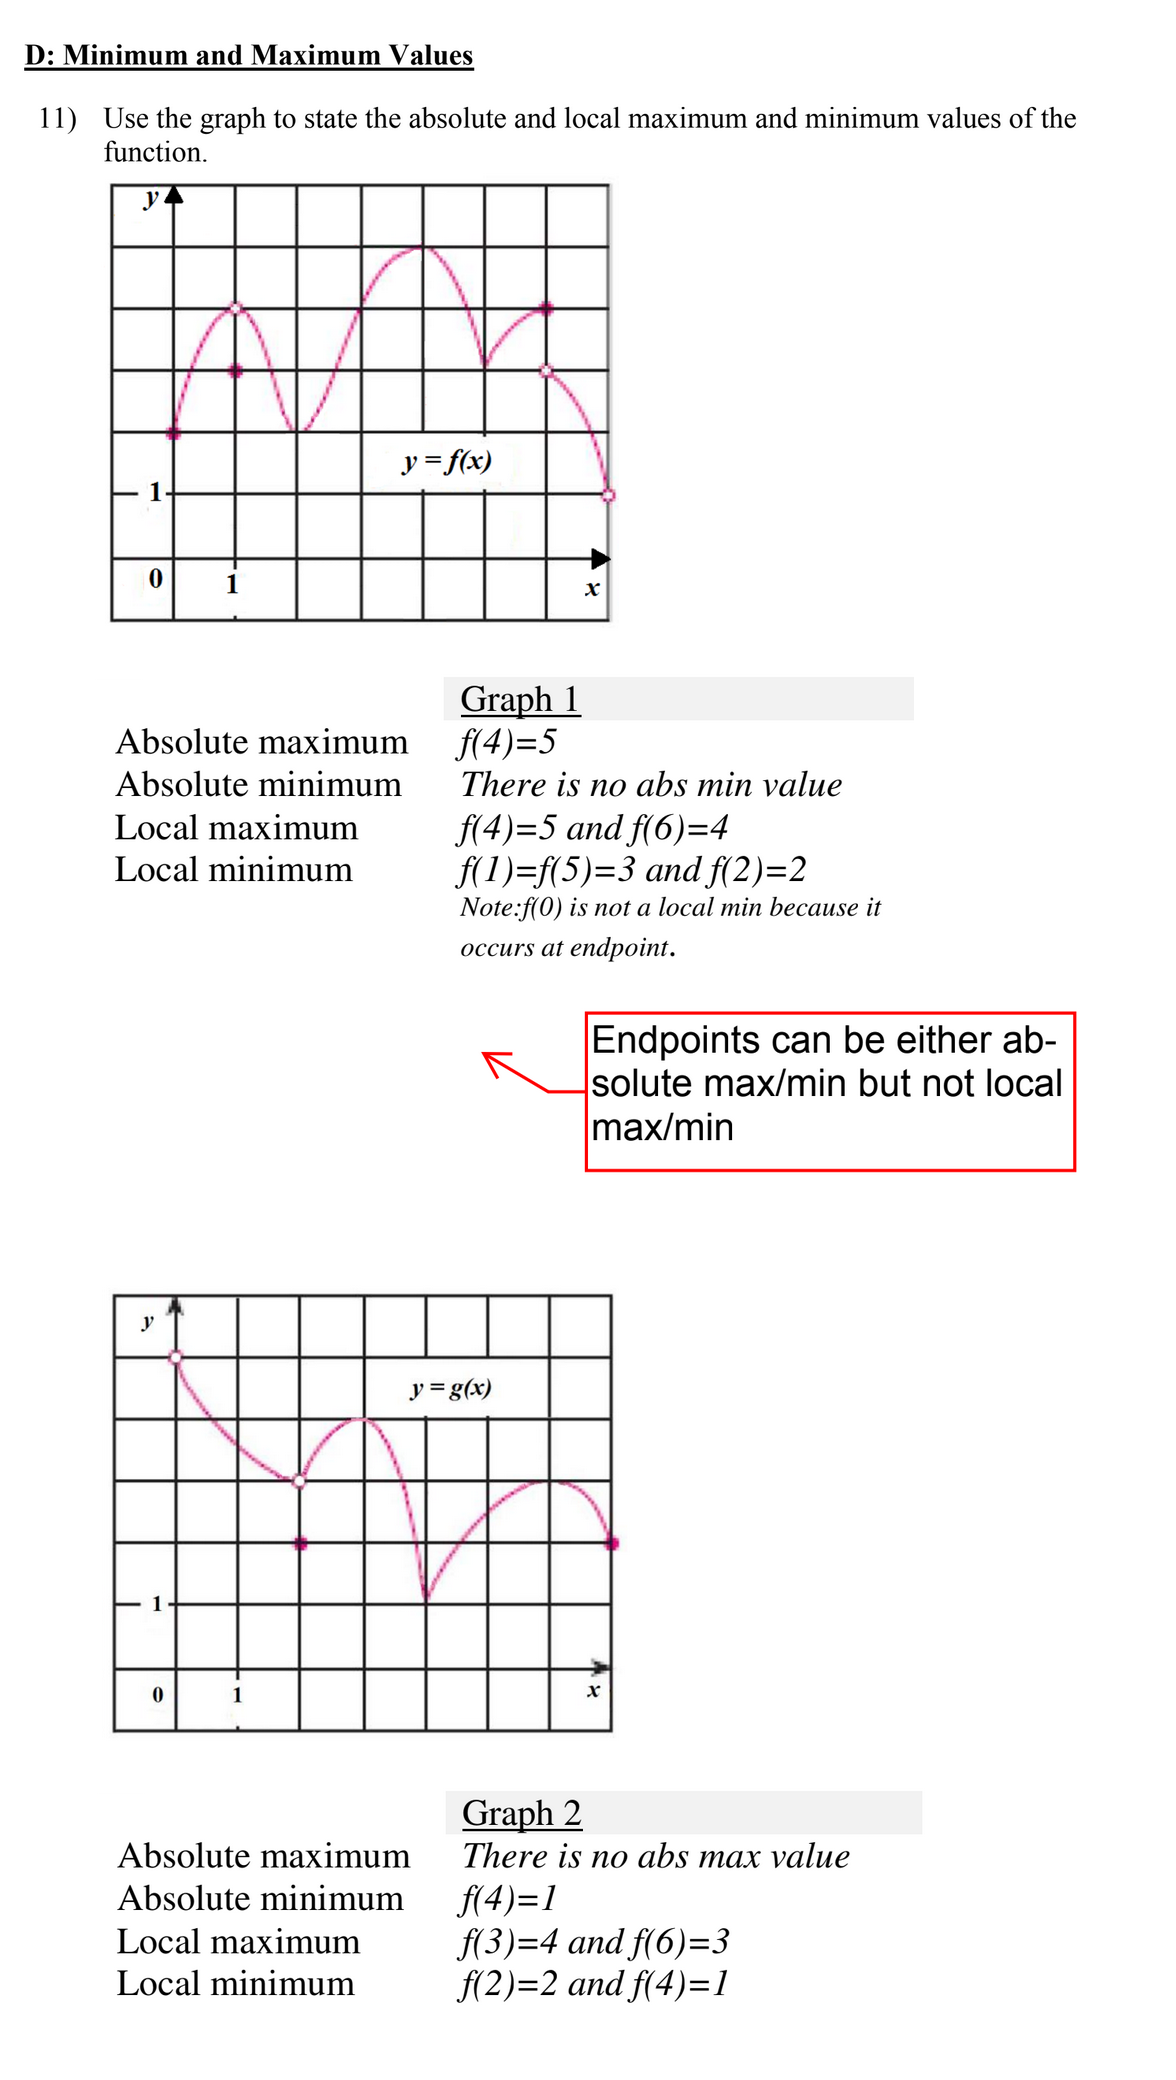 D: Minimum and Maximum Values
11) Use the graph to state the absolute and local maximum and minimum values of the
function.
y
y = f(x)
1
0
1
x
Graph 1
Absolute maximum f(4)=5
Absolute minimum There is no abs min value
Local maximum f(4)=5 and f(6)=4
Local minimum f(1)=f(5)=3 and f(2)=2
Note:f(0) is not a local min because it
occurs at endpoint.
Endpoints can be either ab-
solute max/min but not local
max/min
y
y = g(x)
1
0
1
x
Graph 2
Absolute maximum There is no abs max value
Absolute minimum f(4)=1
Local maximum f(3)=4 and f(6)=3
Local minimum f(2)=2 and f(4)=1